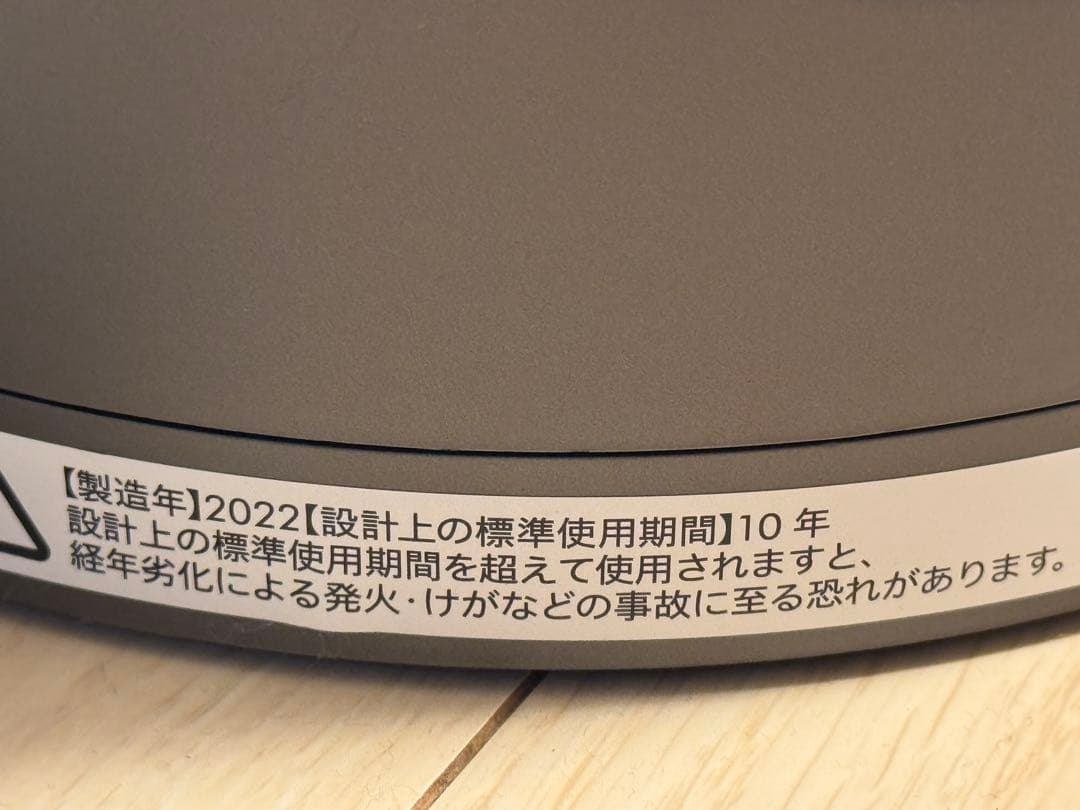 【製造年】2022【設計上の標準使用期間】10 年
設計上の標準使用期間を超えて使用されますと、
経年劣化による発火・けがなどの事故に至る恐れがあります。